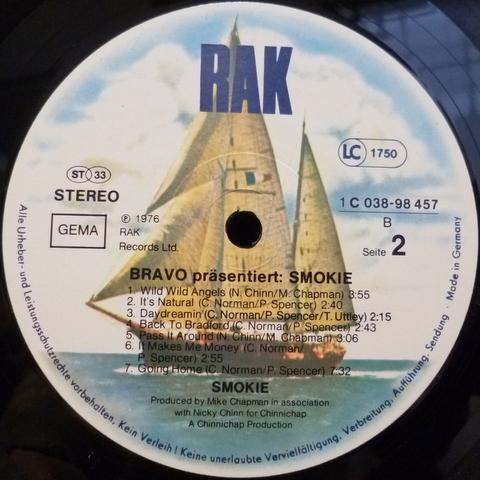 RAK
LC 1750
ST 33
STEREO
1 C 038-98 457
B
GEMA
℗ 1976
RAK
Records Ltd.
Seite 2
BRAVO präsentiert: SMOKIE
1. Wild Wild Angels (N. Chinn/M. Chapman) 3:55
2. It's Natural (C. Norman/P. Spencer) 2:40
3. Daydreamin' (C. Norman/P. Spencer/T. Uttley) 2:15
4. Back To Bradford (C. Norman/P. Spencer) 2:43
5. Pass It Around (N. Chinn/M. Chapman) 3:06
6. It Makes Me Money (C. Norman/
P. Spencer) 2:55
7. Going Home (C. Norman/P. Spencer) 7:32
SMOKIE
Produced by Mike Chapman in association
with Nicky Chinn for Chinnichap
A Chinnichap Production
Alle Urheber- und Leistungsschutzrechte vorbehalten, Kein Verleih! Keine unerlaubte Vervielfältigung, Verbreitung, Aufführung, Sendung · Made in Germany